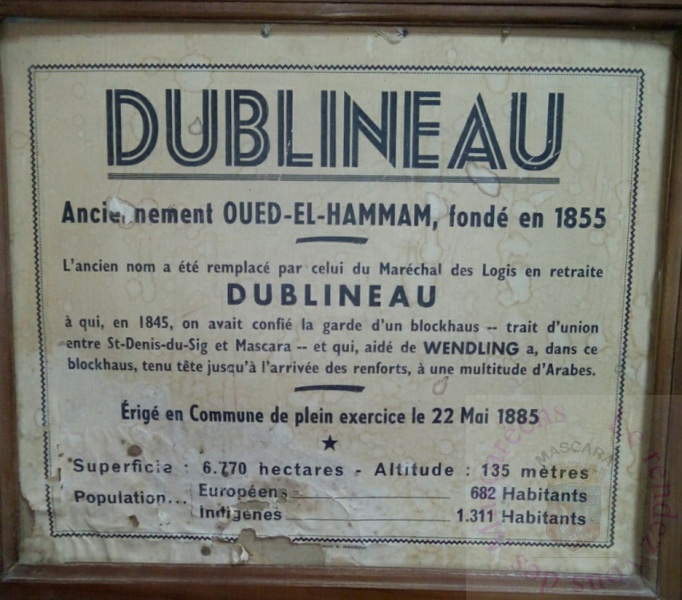 DUBLINEAU
Anciennement OUED-EL-HAMMAM, fondé en 1855
L'ancien nom a été remplacé par celui du Maréchal des Logis en retraite
DUBLINEAU
à qui, en 1845, on avait confié la garde d'un blockhaus -- trait d'union
entre St-Denis-du-Sig et Mascara -- et qui, aidé de WENDLING a, dans ce
blockhaus, tenu tête jusqu'à l'arrivée des renforts, à une multitude d'Arabes.
Érigé en Commune de plein exercice le 22 Mai 1885
Superficie : 6.770 hectares - Altitude : 135 mètres
Population... Européens 682 Habitants
Indigènes 1.311 Habitants
MASCARA